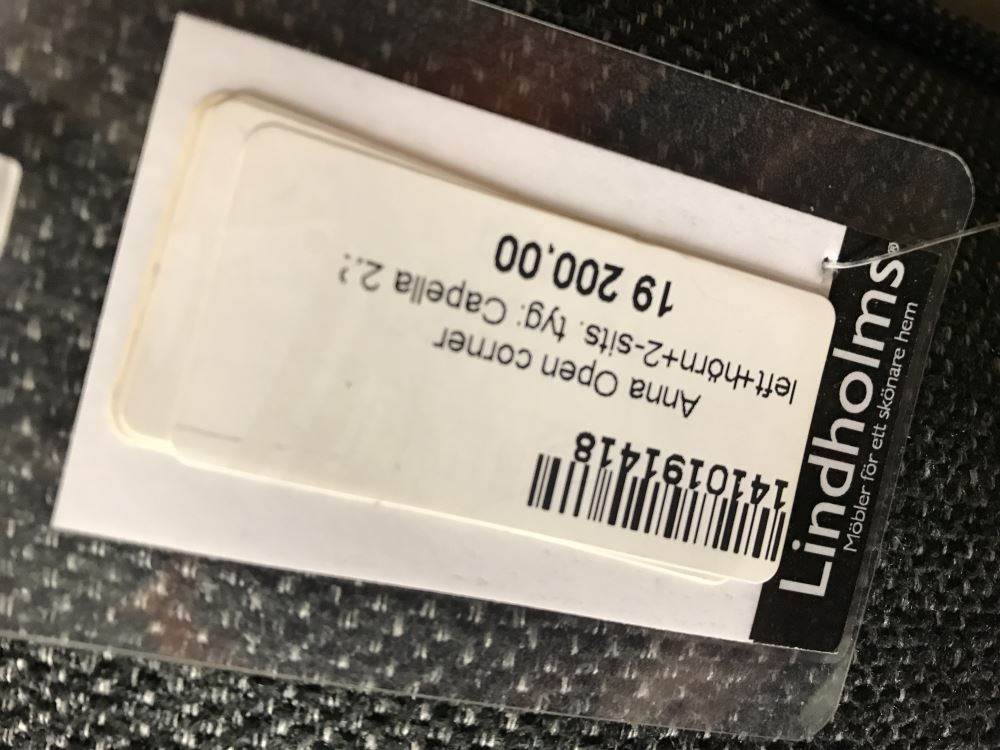 Lindholms®
Möbler för ett skönare hem
1410191418
Anna Open corner
left+hörn+2-sits. tyg: Capella 2.
19 200.00